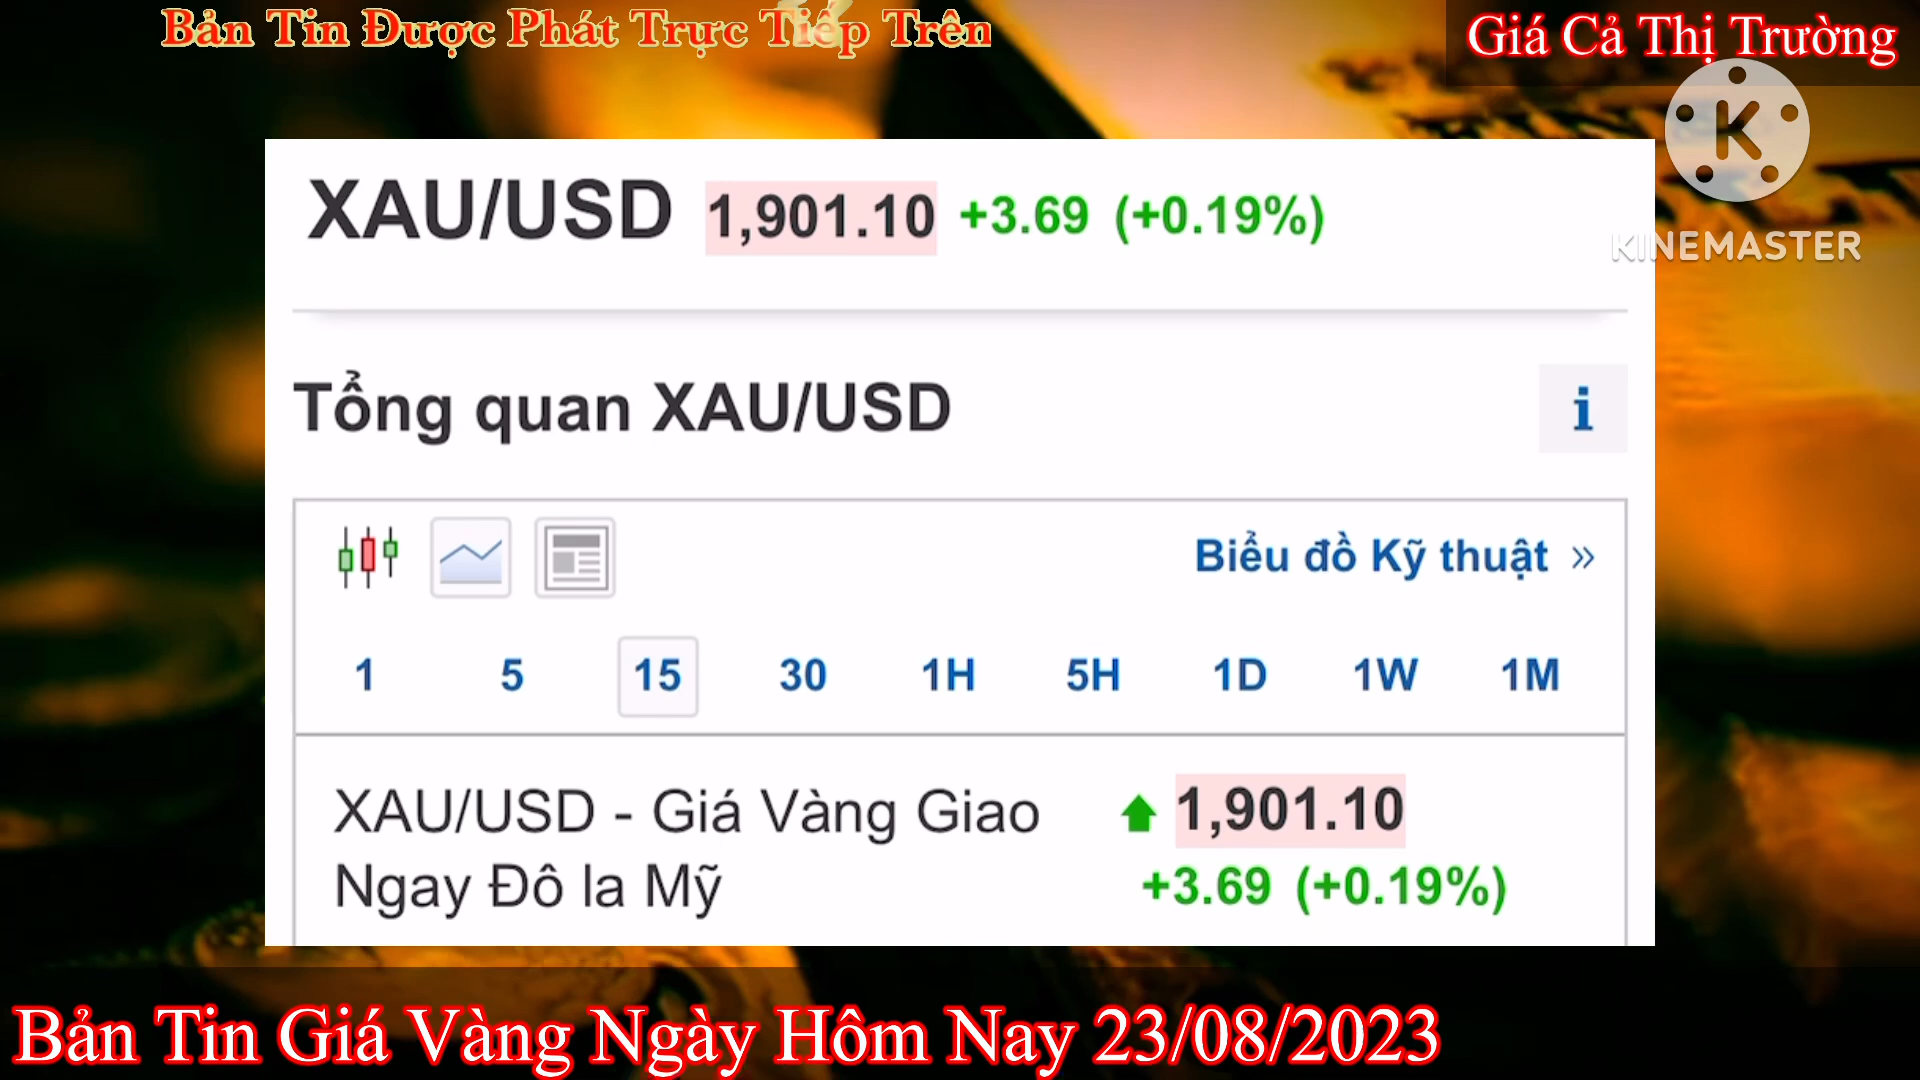 Bản Tin Được Phát Trực Tiếp Trên
Giá Cả Thị Trường
K
KINEMASTER
XAU/USD 1,901.10 +3.69 (+0.19%)
Tổng quan XAU/USD
i
Biểu đồ Kỹ thuật »
1 5 15 30 1H 5H 1D 1W 1M
XAU/USD - Giá Vàng Giao 1,901.10
Ngay Đô la Mỹ +3.69 (+0.19%)
Bản Tin Giá Vàng Ngày Hôm Nay 23/08/2023